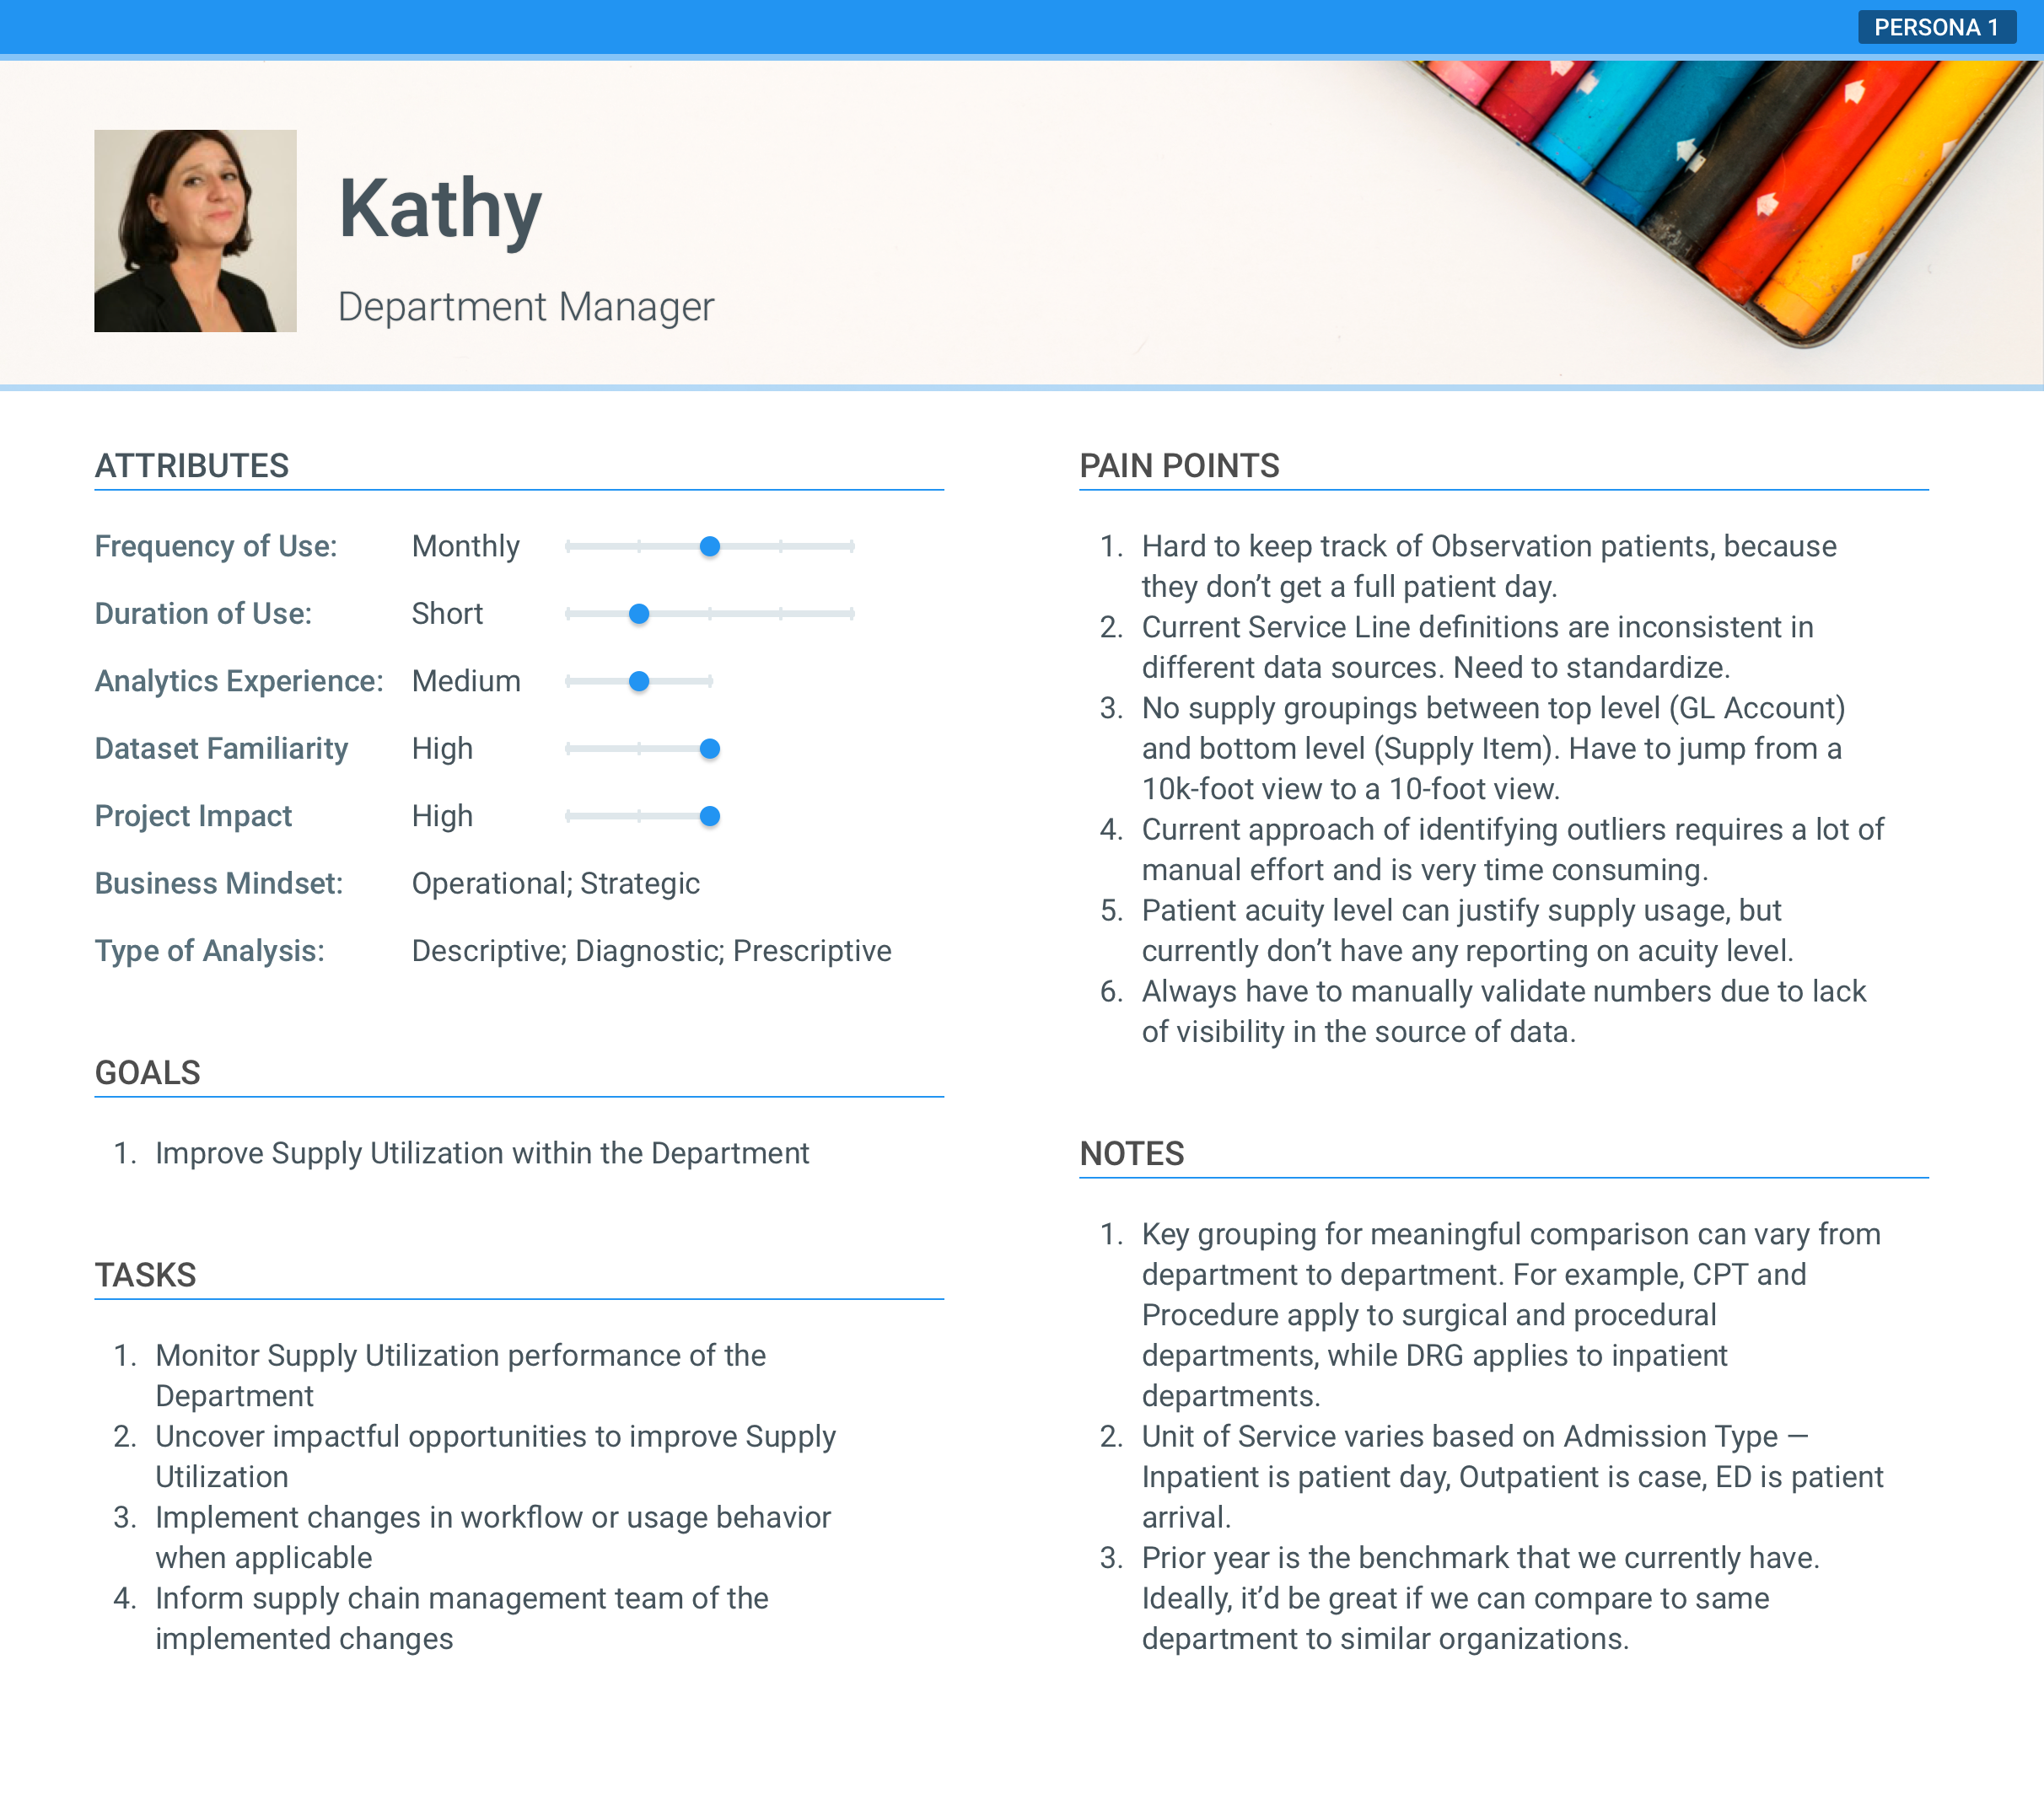 PERSONA 1
Kathy
Department Manager
ATTRIBUTES
Frequency of Use: Monthly
Duration of Use: Short
Analytics Experience: Medium
Dataset Familiarity High
Project Impact High
Business Mindset: Operational; Strategic
Type of Analysis: Descriptive; Diagnostic; Prescriptive
GOALS
1. Improve Supply Utilization within the Department
TASKS
1. Monitor Supply Utilization performance of the
Department
2. Uncover impactful opportunities to improve Supply
Utilization
3. Implement changes in workflow or usage behavior
when applicable
4. Inform supply chain management team of the
implemented changes
PAIN POINTS
1. Hard to keep track of Observation patients, because
they don’t get a full patient day.
2. Current Service Line definitions are inconsistent in
different data sources. Need to standardize.
3. No supply groupings between top level (GL Account)
and bottom level (Supply Item). Have to jump from a
10k-foot view to a 10-foot view.
4. Current approach of identifying outliers requires a lot of
manual effort and is very time consuming.
5. Patient acuity level can justify supply usage, but
currently don’t have any reporting on acuity level.
6. Always have to manually validate numbers due to lack
of visibility in the source of data.
NOTES
1. Key grouping for meaningful comparison can vary from
department to department. For example, CPT and
Procedure apply to surgical and procedural
departments, while DRG applies to inpatient
departments.
2. Unit of Service varies based on Admission Type —
Inpatient is patient day, Outpatient is case, ED is patient
arrival.
3. Prior year is the benchmark that we currently have.
Ideally, it’d be great if we can compare to same
department to similar organizations.